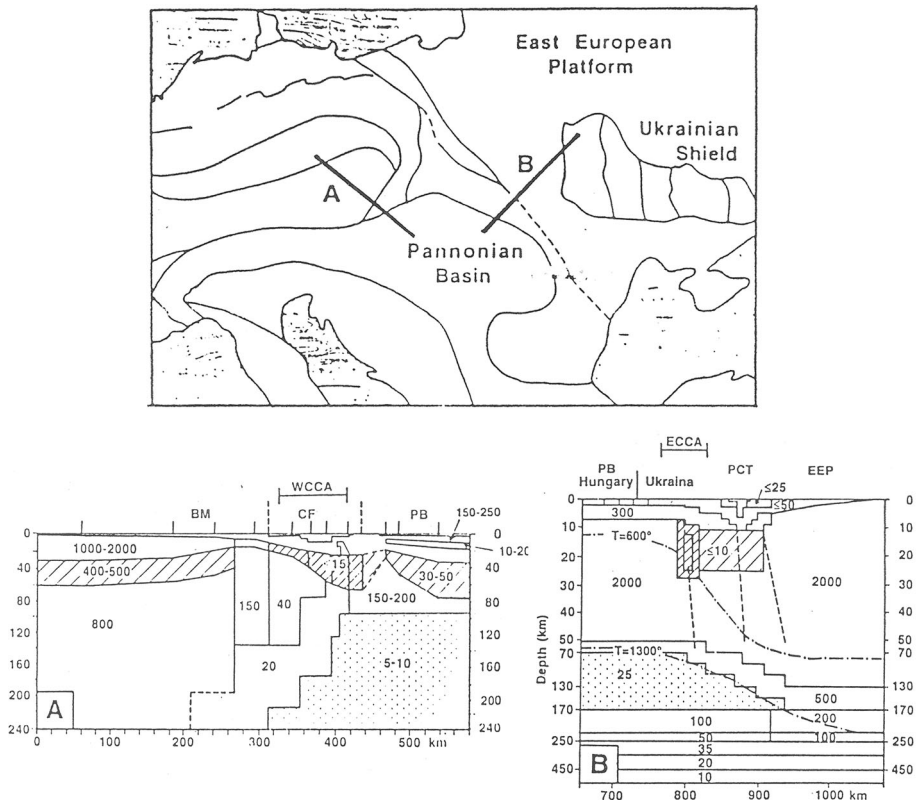 East European
Platform
Ukrainian
Shield
A
B
Pannonian
Basin
WCCA
BM
CF
PB
150-250
0
0
1000-2000
15
10-20
40
400-500
30-50
40
150
40
150-200
80
80
800
120
120
20
5-10
160
160
200
200
A
240
240
0
100
200
300
400
500
km
ECCA
PB
Hungary
Ukraina
PCT
EEP
≤25
≤50
0
0
300
10
10
T=600°
≤10
20
20
2000
2000
30
30
40
40
50
50
Depth (km)
70
T=1300°
70
25
130
130
500
170
100
200
170
50
100
250
250
35
B
20
450
450
10
700
800
900
1000 km